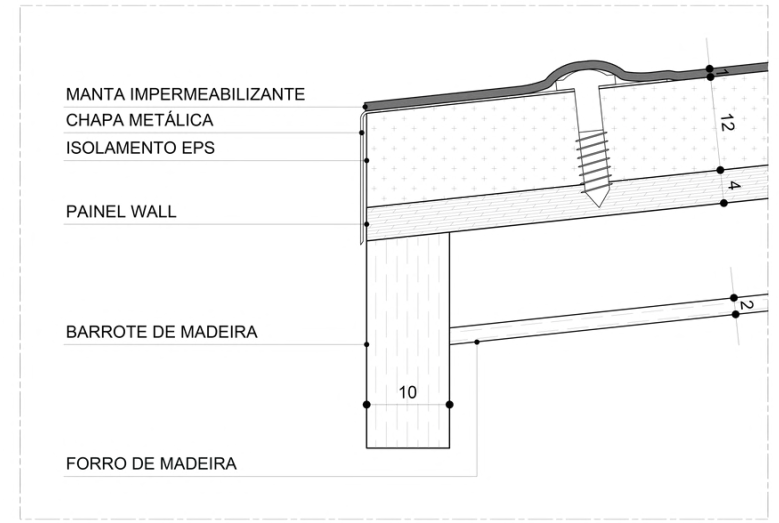 MANTA IMPERMEABILIZANTE
CHAPA METÁLICA
ISOLAMENTO EPS
PAINEL WALL
BARROTE DE MADEIRA
FORRO DE MADEIRA
1
12
4
2
10